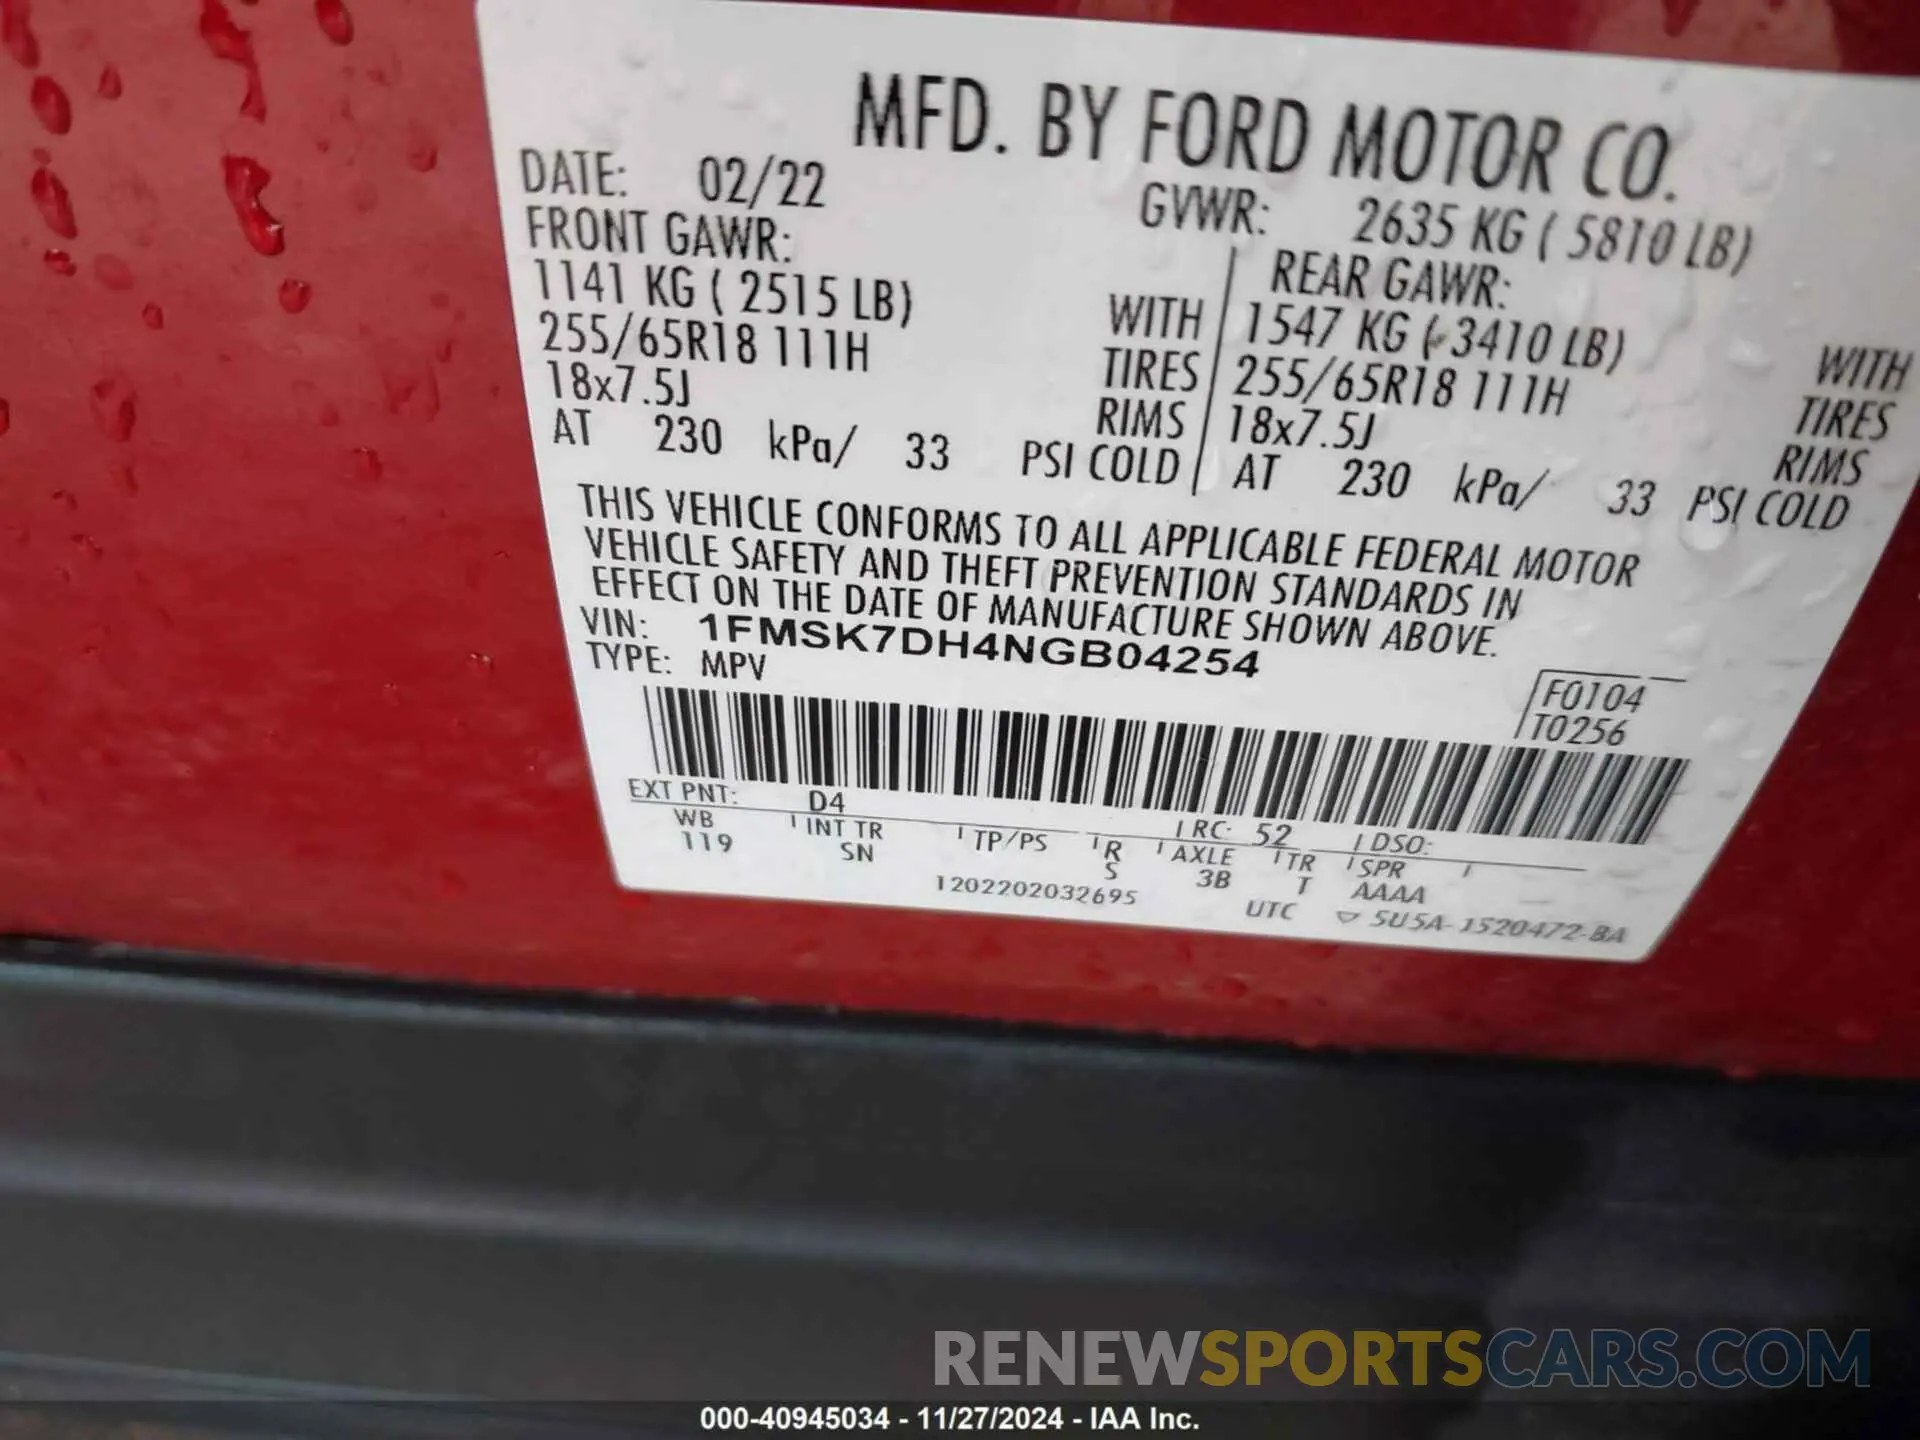 MFD. BY FORD MOTOR CO.
DATE: 02/22 GVWR: 2635 KG ( 5810 LB)
FRONT GAWR: REAR GAWR:
1141 KG ( 2515 LB) WITH 1547 KG ( 3410 LB) WITH
255/65R18 111H TIRES 255/65R18 111H TIRES
18x7.5J RIMS 18x7.5J RIMS
AT 230 kPa/ 33 PSI COLD AT 230 kPa/ 33 PSI COLD
THIS VEHICLE CONFORMS TO ALL APPLICABLE FEDERAL MOTOR
VEHICLE SAFETY AND THEFT PREVENTION STANDARDS IN
EFFECT ON THE DATE OF MANUFACTURE SHOWN ABOVE.
VIN: 1FMSK7DH4NGB04254
TYPE: MPV
F0104
T0256
EXT PNT: D4 RC: 52 DSO:
WB INT TR TP/PS R AXLE TR SPR
119 SN S 3B T AAAA
1202202032695 UTC ▽ 5U5A-1520472-BA
RENEWSPORTSCARS.COM
000-40945034 - 11/27/2024 - IAA Inc.